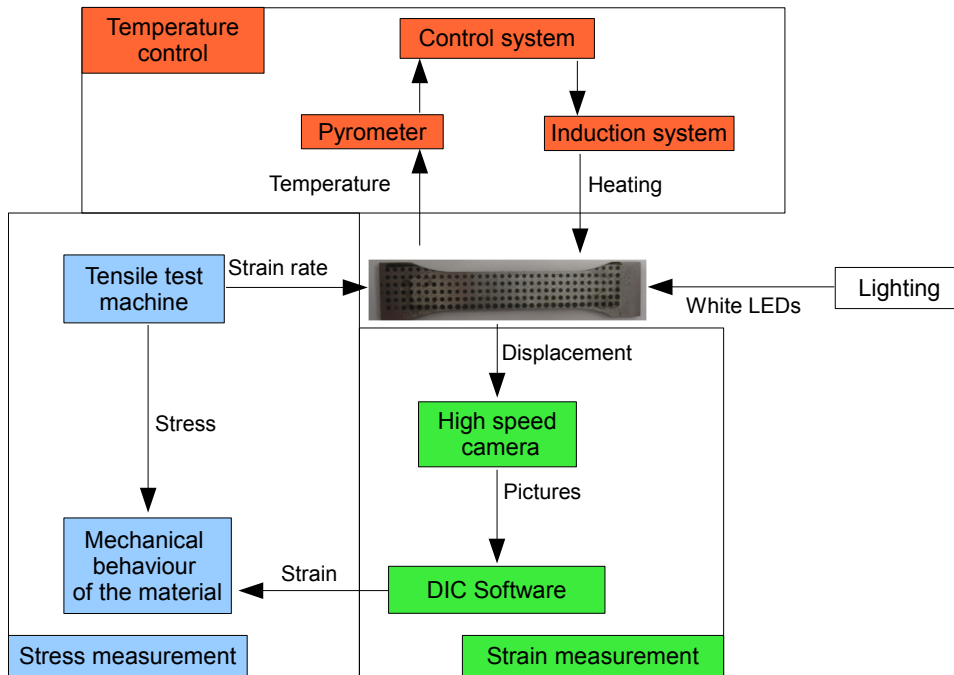 Temperature
control
Control system
Pyrometer
Induction system
Temperature
Heating
Tensile test
machine
Strain rate
White LEDs
Lighting
Displacement
Stress
High speed
camera
Pictures
Mechanical
behaviour
of the material
Strain
DIC Software
Stress measurement
Strain measurement